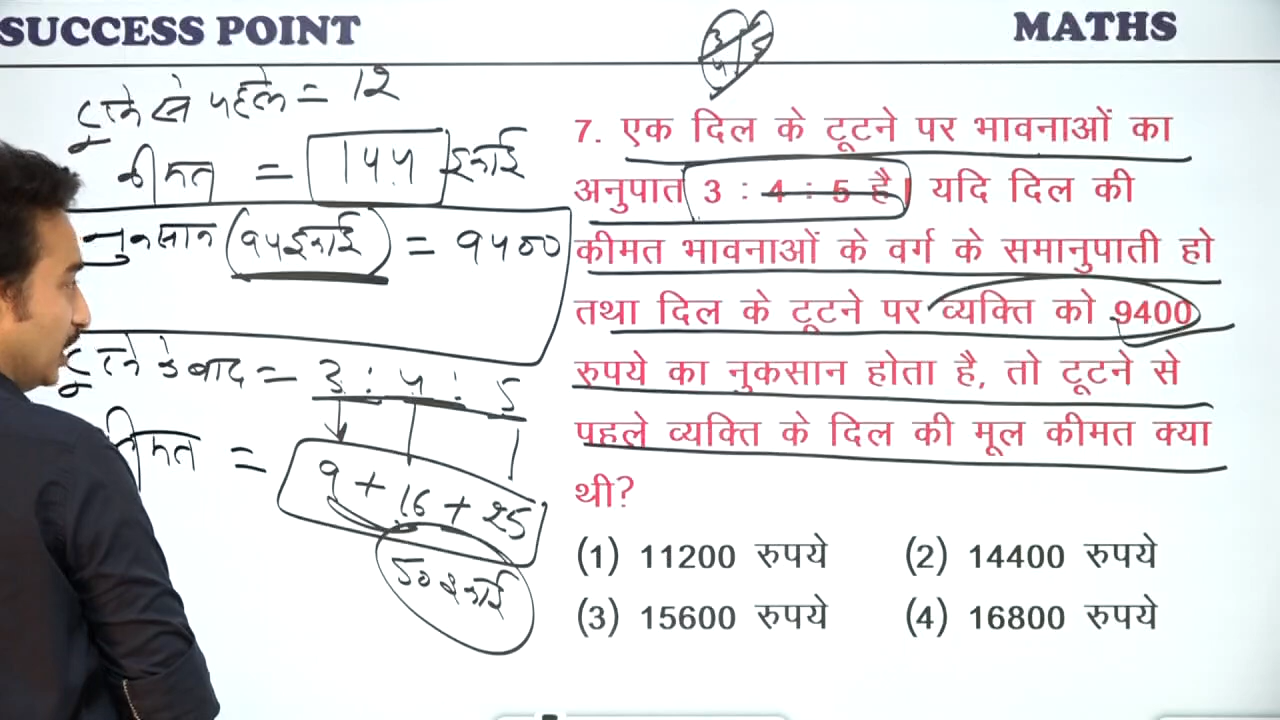 SUCCESS POINT
MATHS
3 4 5
टूटने से पहले = 12
कीमत = 144 इकाई
नुकसान (94 इकाई) = 9400
टूटने के बाद = 3 : 4 : 5
कीमत = 9 + 16 + 25
50 इकाई
7. एक दिल के टूटने पर भावनाओं का
अनुपात 3 : 4 : 5 है। यदि दिल की
कीमत भावनाओं के वर्ग के समानुपाती हो
तथा दिल के टूटने पर व्यक्ति को 9400
रुपये का नुकसान होता है, तो टूटने से
पहले व्यक्ति के दिल की मूल कीमत क्या
थी?
(1) 11200 रुपये (2) 14400 रुपये
(3) 15600 रुपये (4) 16800 रुपये